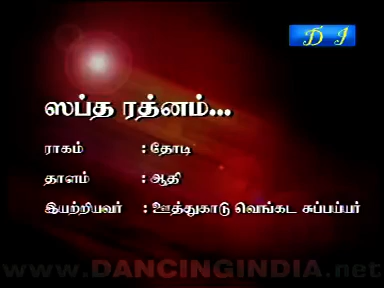 D I
ஸப்த ரத்னம்...
ராகம் : தோடி
தாளம் : ஆதி
இயற்றியவர் : ஊத்துகாடு வெங்கட சுப்பய்யர்
www.DANCINGINDIA.net